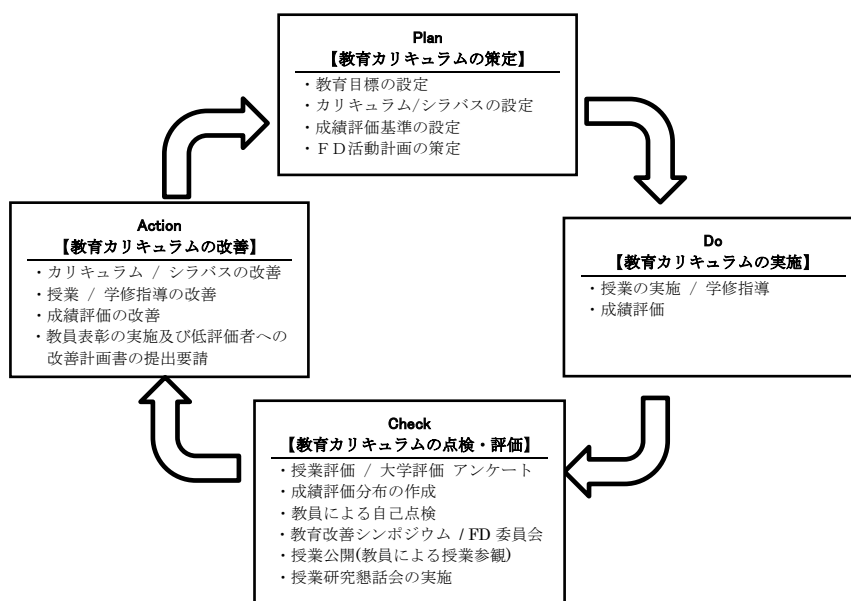 Plan
【教育カリキュラムの策定】
・教育目標の設定
・カリキュラム/シラバスの設定
・成績評価基準の設定
・ＦＤ活動計画の策定
Action
【教育カリキュラムの改善】
・カリキュラム / シラバスの改善
・授業 / 学修指導の改善
・成績評価の改善
・教員表彰の実施及び低評価者への
改善計画書の提出要請
Do
【教育カリキュラムの実施】
・授業の実施 / 学修指導
・成績評価
Check
【教育カリキュラムの点検・評価】
・授業評価 / 大学評価 アンケート
・成績評価分布の作成
・教員による自己点検
・教育改善シンポジウム / FD 委員会
・授業公開(教員による授業参観)
・授業研究懇話会の実施